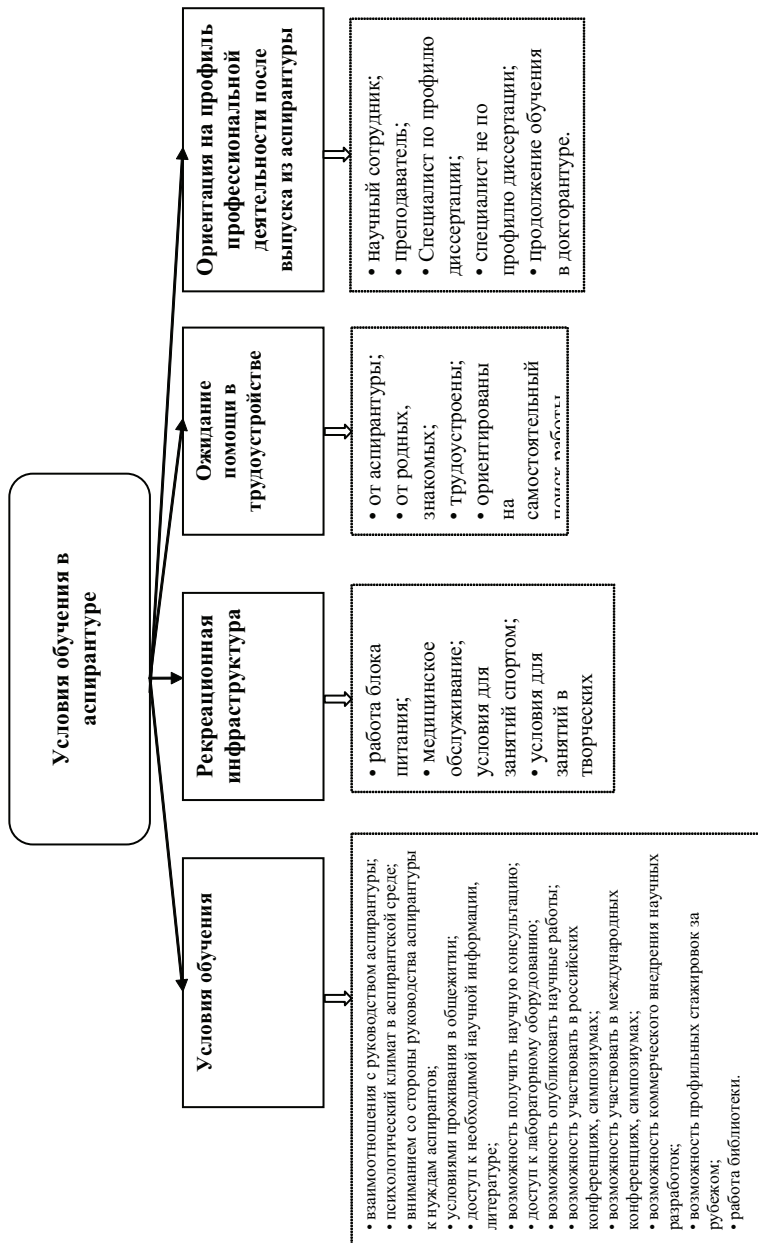 Условия обучения в
аспирантуре
Условия обучения
• взаимоотношения с руководством аспирантуры;
• психологический климат в аспирантской среде;
• вниманием со стороны руководства аспирантуры
к нуждам аспирантов;
• условиями проживания в общежитии;
• доступ к необходимой научной информации,
литературе;
• возможность получить научную консультацию;
• доступ к лабораторному оборудованию;
• возможность опубликовать научные работы;
• возможность участвовать в российских
конференциях, симпозиумах;
• возможность участвовать в международных
конференциях, симпозиумах;
• возможность коммерческого внедрения научных
разработок;
• возможность профильных стажировок за
рубежом;
• работа библиотеки.
Рекреационная
инфраструктура
• работа блока
питания;
• медицинское
обслуживание;
условия для
занятий спортом;
• условия для
занятий в
творческих
Ожидание
помощи в
трудоустройстве
• от аспирантуры;
• от родных,
знакомых;
• трудоустроены;
• ориентированы
на
самостоятельный
поиск работы
Ориентация на профиль
профессиональной
деятельности после
выпуска из аспирантуры
• научный сотрудник;
• преподаватель;
• Специалист по профилю
диссертации;
• специалист не по
профилю диссертации;
• продолжение обучения
в докторантуре.